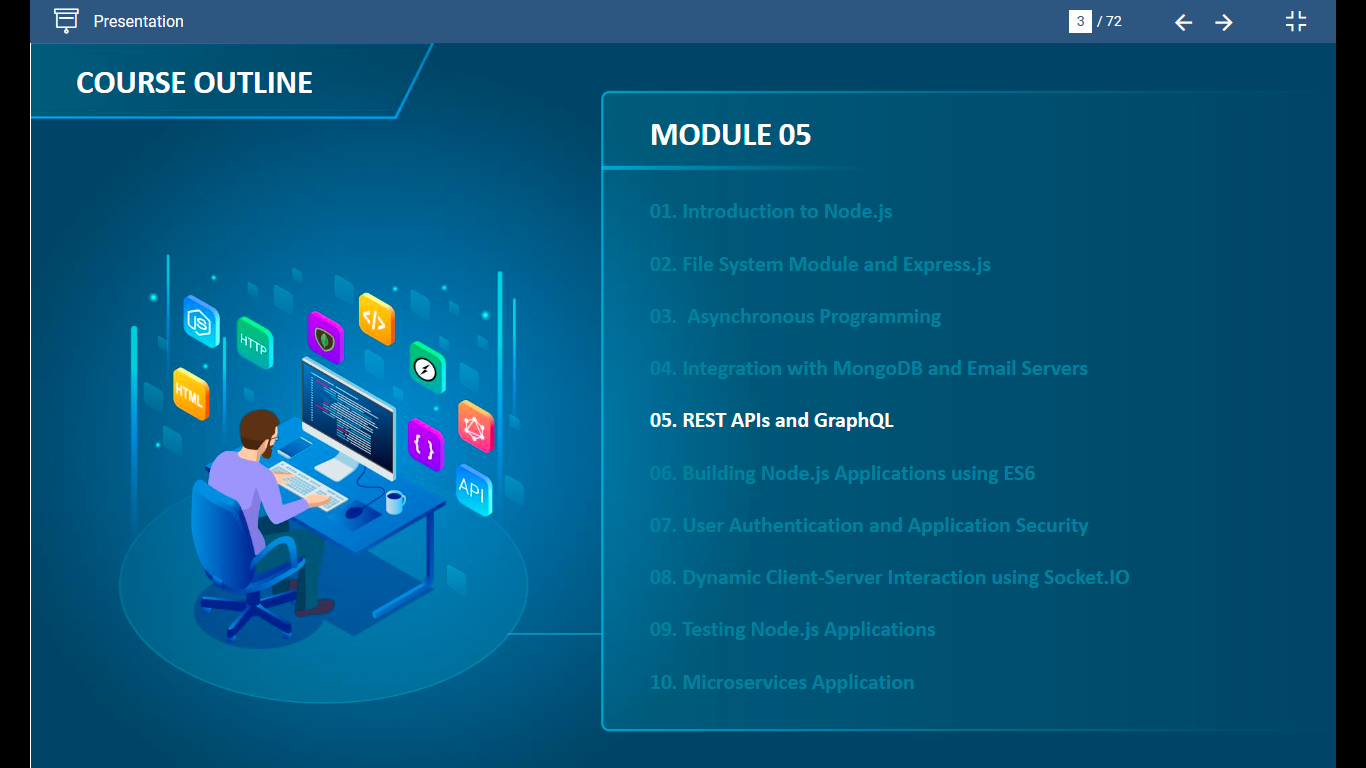 Presentation
3 / 72
COURSE OUTLINE
MODULE 05
01. Introduction to Node.js
02. File System Module and Express.js
03. Asynchronous Programming
04. Integration with MongoDB and Email Servers
05. REST APIs and GraphQL
06. Building Node.js Applications using ES6
07. User Authentication and Application Security
08. Dynamic Client-Server Interaction using Socket.IO
09. Testing Node.js Applications
10. Microservices Application
JS
HTTP
</>
HTML
{ }
API